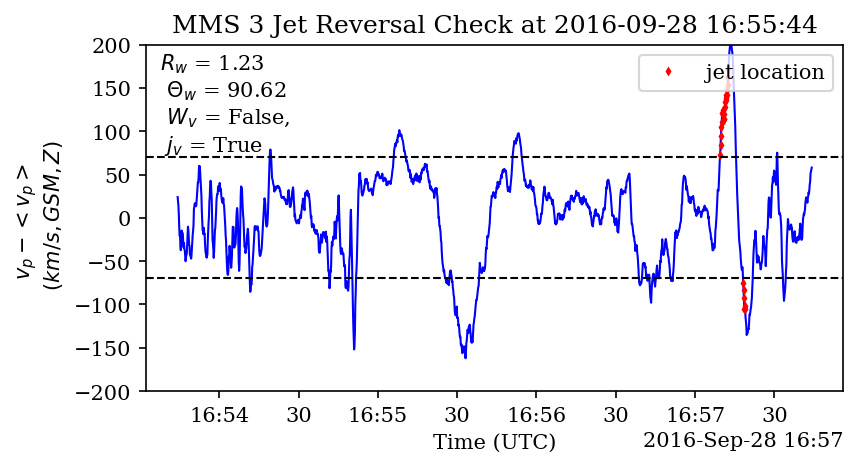 MMS 3 Jet Reversal Check at 2016-09-28 16:55:44
R_w = 1.23
Θ_w = 90.62
W_v = False,
j_v = True
jet location
200
150
100
50
0
−50
−100
−150
−200
v_p − < v_p >
(km/s, GSM, Z)
16:54 30 16:55 30 16:56 30 16:57 30
Time (UTC) 2016-Sep-28 16:57